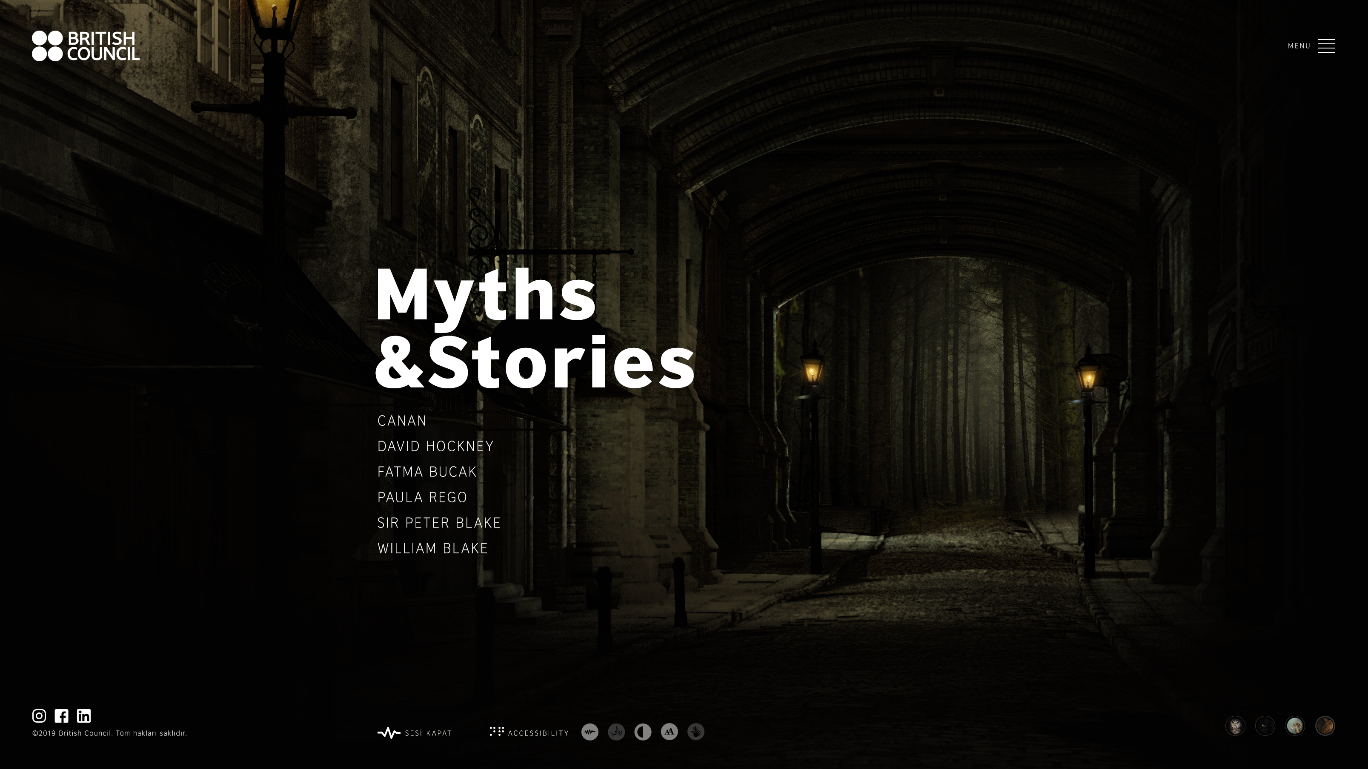 BRITISH
COUNCIL
MENU
Myths
&Stories
CANAN
DAVID HOCKNEY
FATMA BUCAK
PAULA REGO
SIR PETER BLAKE
WILLIAM BLAKE
©2019 British Council. Tüm hakları saklıdır.
SESİ KAPAT
ACCESSIBILITY
AA